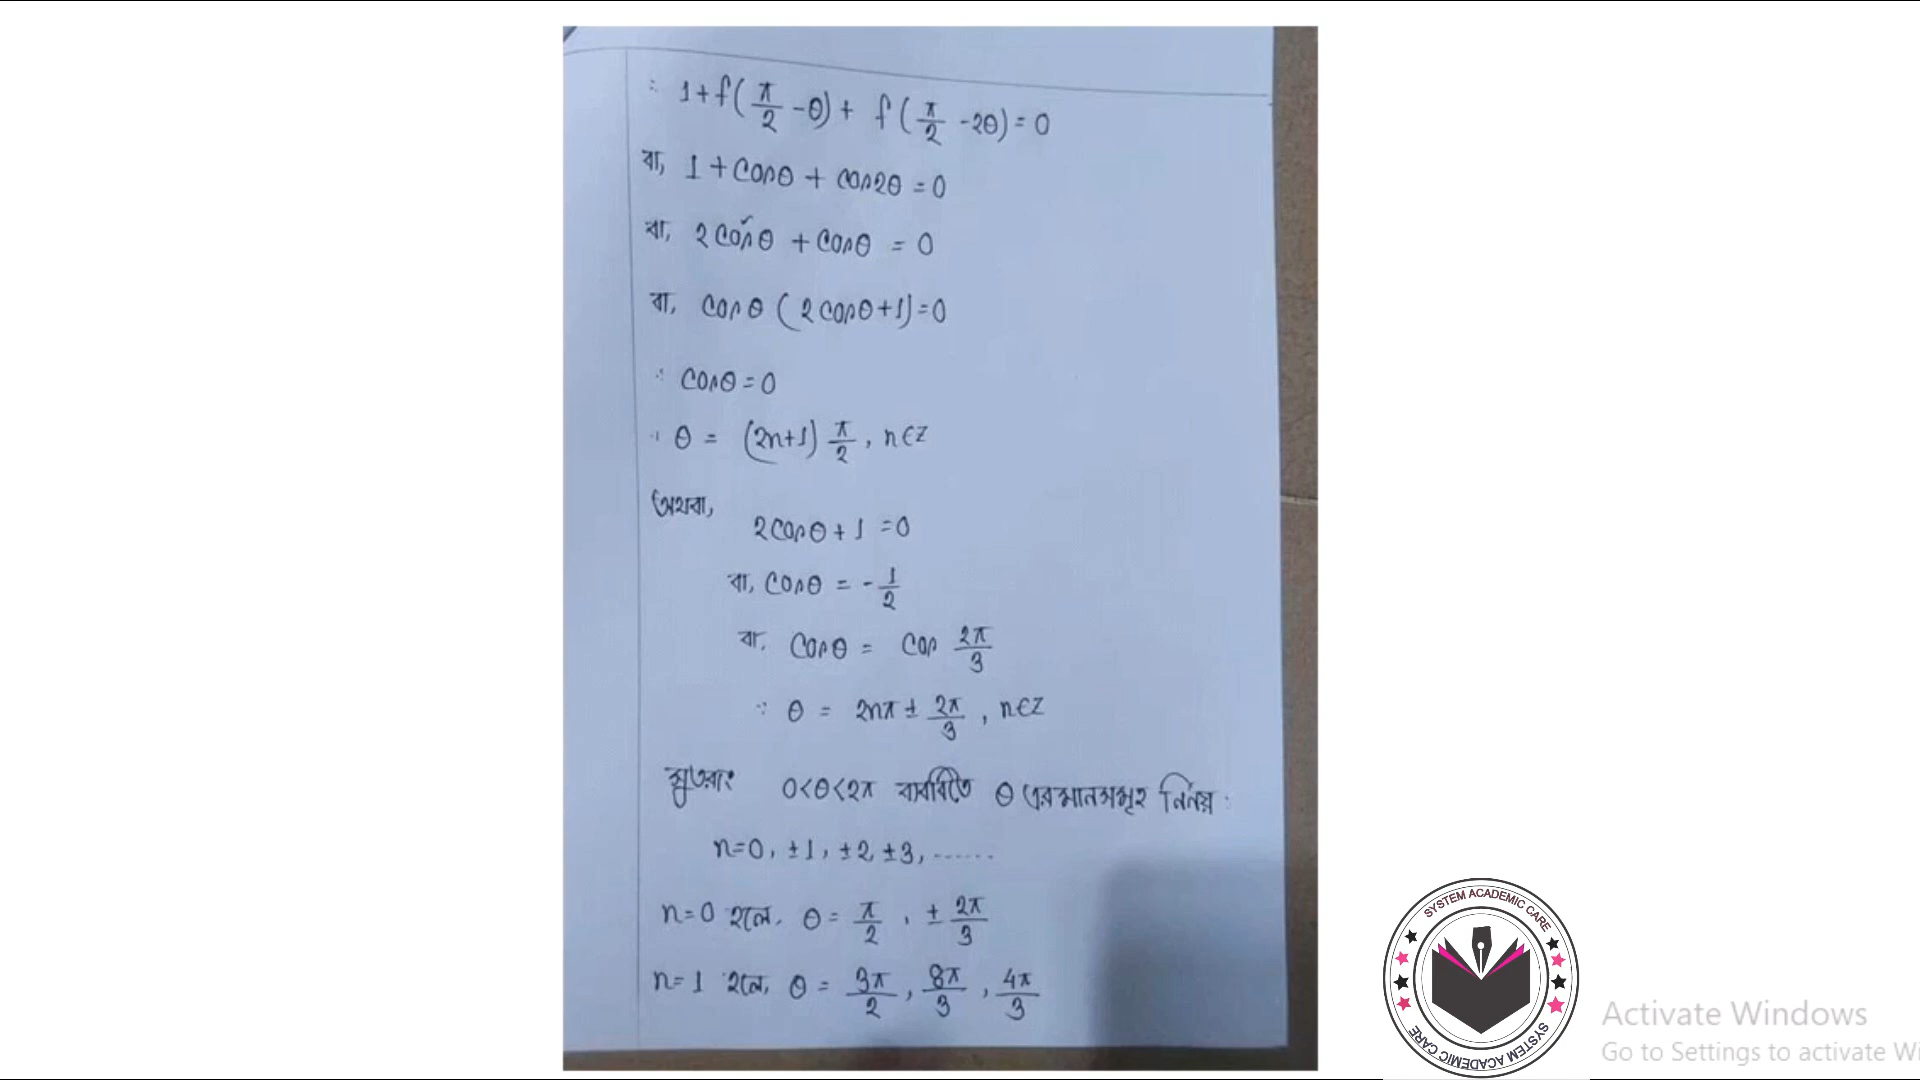 ∴ 1+f(π/2 -θ) + f(π/2 -2θ)=0
বা, 1 + cosθ + cos2θ = 0
বা, 2cos²θ + cosθ = 0
বা, cosθ (2cosθ+1)=0
∴ cosθ=0
∴ θ = (2n+1) π/2 , n∈Z
অথবা,
2cosθ+1 =0
বা, cosθ = -1/2
বা, cosθ = cos 2π/3
∴ θ = 2nπ ± 2π/3 , n∈Z
সুতরাং 0<θ<2π ব্যবধিতে θ এর মানসমূহ নির্ণয় :
n=0, ±1, ±2, ±3, ......
n=0 হলে, θ = π/2 , ± 2π/3
n=1 হলে, θ = 3π/2 , 8π/3 , 4π/3
SYSTEM ACADEMIC CARE
SYSTEM ACADEMIC CARE
Activate Windows
Go to Settings to activate Wi